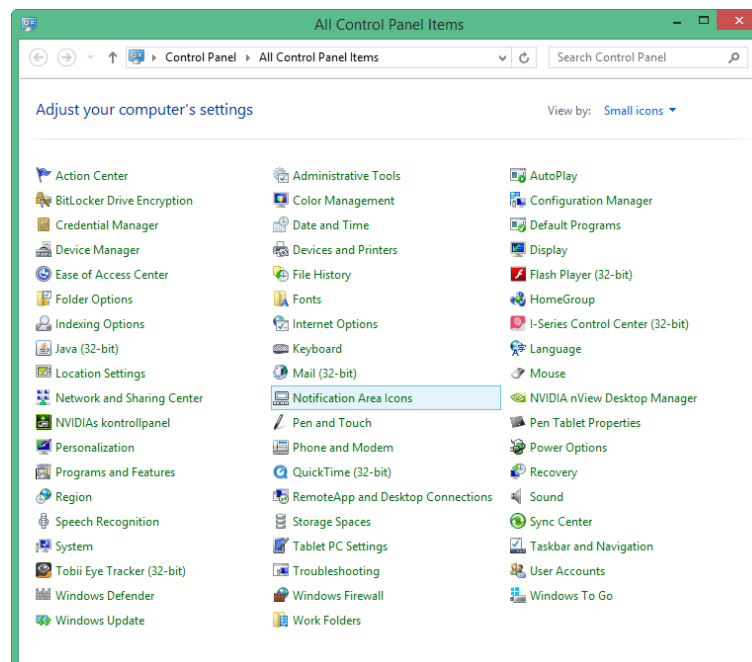 All Control Panel Items
Control Panel All Control Panel Items Search Control Panel
Adjust your computer's settings View by: Small icons
Action Center Administrative Tools AutoPlay
BitLocker Drive Encryption Color Management Configuration Manager
Credential Manager Date and Time Default Programs
Device Manager Devices and Printers Display
Ease of Access Center File History Flash Player (32-bit)
Folder Options Fonts HomeGroup
Indexing Options Internet Options I-Series Control Center (32-bit)
Java (32-bit) Keyboard Language
Location Settings Mail (32-bit) Mouse
Network and Sharing Center Notification Area Icons NVIDIA nView Desktop Manager
NVIDIAs kontrollpanel Pen and Touch Pen Tablet Properties
Personalization Phone and Modem Power Options
Programs and Features QuickTime (32-bit) Recovery
Region RemoteApp and Desktop Connections Sound
Speech Recognition Storage Spaces Sync Center
System Tablet PC Settings Taskbar and Navigation
Tobii Eye Tracker (32-bit) Troubleshooting User Accounts
Windows Defender Windows Firewall Windows To Go
Windows Update Work Folders